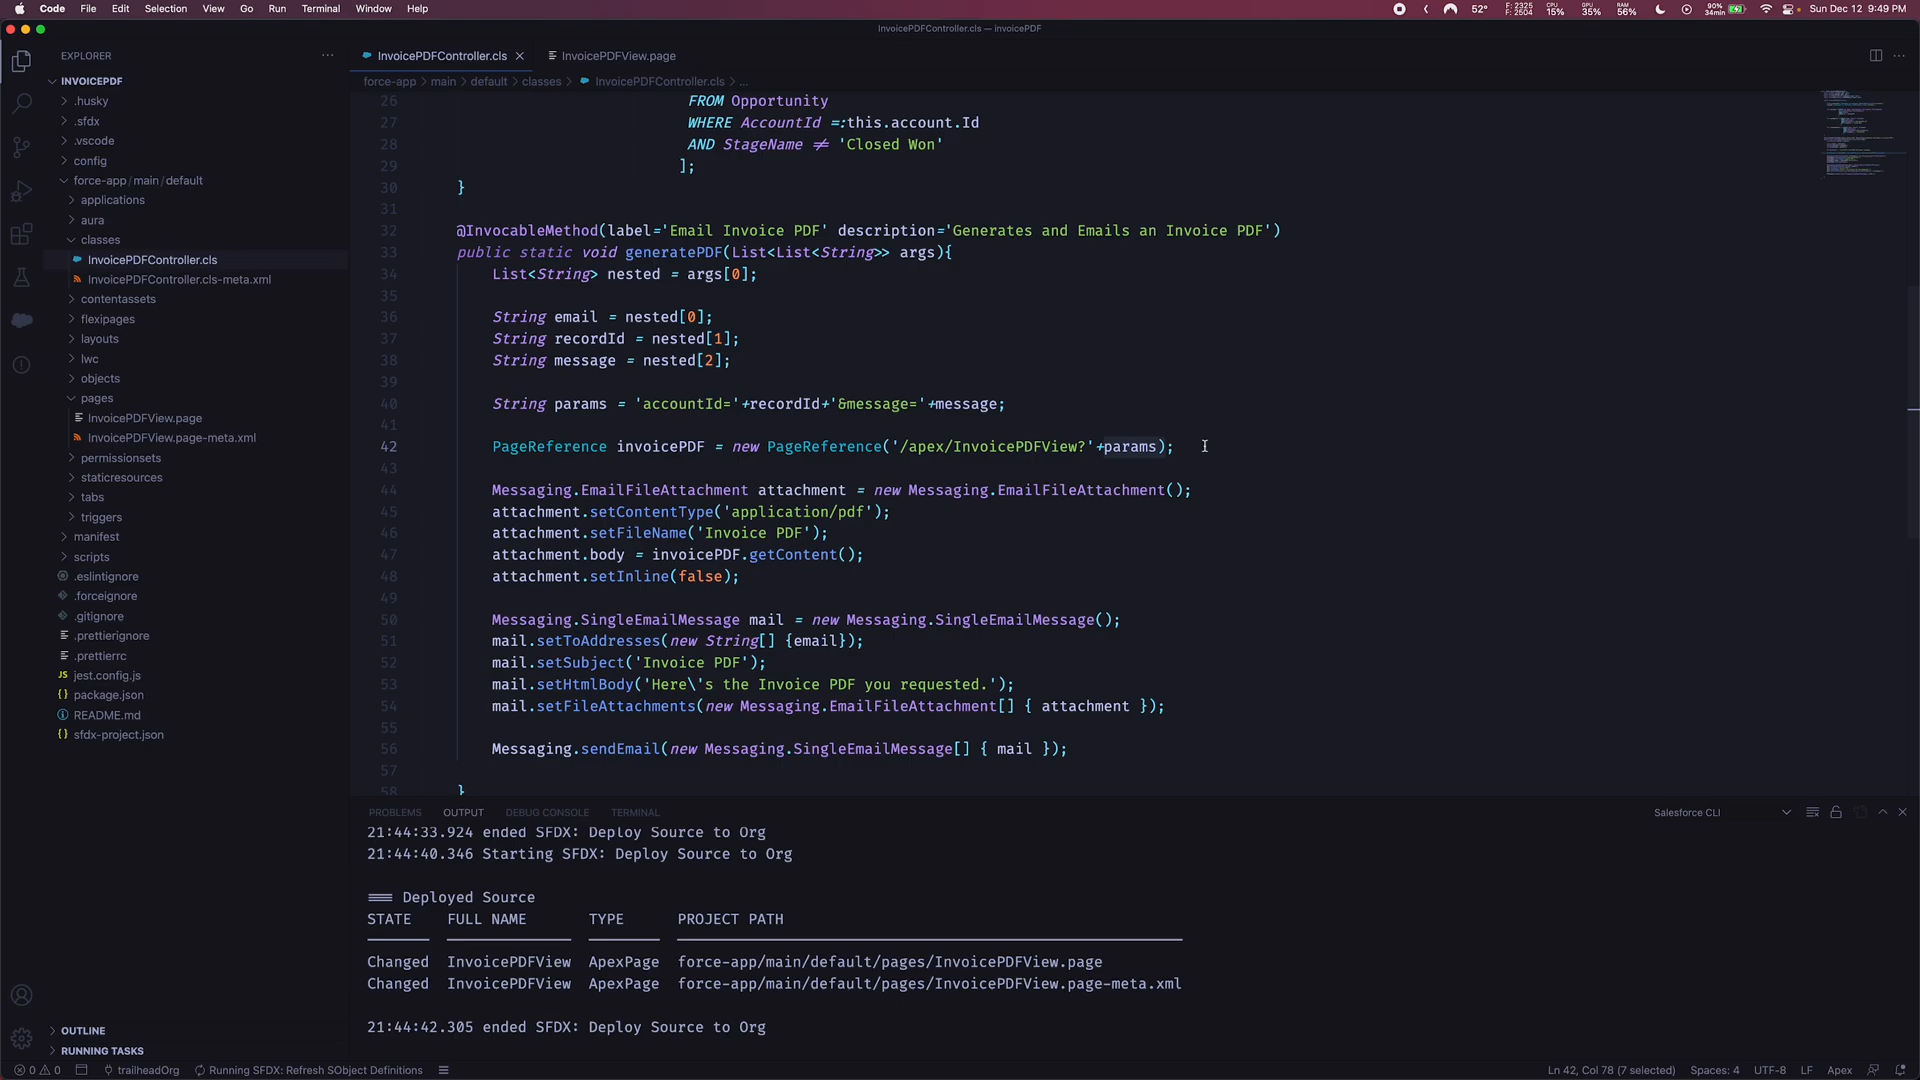 Code File Edit Selection View Go Run Terminal Window Help
52° F: 2325 F: 2504 CPU 15% GPU 35% RAM 56% 90% 34min Sun Dec 12 9:49 PM
InvoicePDFController.cls — invoicePDF
EXPLORER ...
INVOICEPDF
.husky
.sfdx
.vscode
config
force-app / main / default
applications
aura
classes
InvoicePDFController.cls
InvoicePDFController.cls-meta.xml
contentassets
flexipages
layouts
lwc
objects
pages
InvoicePDFView.page
InvoicePDFView.page-meta.xml
permissionsets
staticresources
tabs
triggers
manifest
scripts
.eslintignore
.forceignore
.gitignore
.prettierignore
.prettierrc
JS jest.config.js
{} package.json
README.md
{} sfdx-project.json
OUTLINE
RUNNING TASKS
InvoicePDFController.cls InvoicePDFView.page
force-app > main > default > classes > InvoicePDFController.cls > ...
26 FROM Opportunity
27 WHERE AccountId =:this.account.Id
28 AND StageName != 'Closed Won'
29 ];
30 }
31
32 @InvocableMethod(label='Email Invoice PDF' description='Generates and Emails an Invoice PDF')
33 public static void generatePDF(List<List<String>> args){
34 List<String> nested = args[0];
35
36 String email = nested[0];
37 String recordId = nested[1];
38 String message = nested[2];
39
40 String params = 'accountId='+recordId+'&message='+message;
41
42 PageReference invoicePDF = new PageReference('/apex/InvoicePDFView?'+params);
43
44 Messaging.EmailFileAttachment attachment = new Messaging.EmailFileAttachment();
45 attachment.setContentType('application/pdf');
46 attachment.setFileName('Invoice PDF');
47 attachment.body = invoicePDF.getContent();
48 attachment.setInline(false);
49
50 Messaging.SingleEmailMessage mail = new Messaging.SingleEmailMessage();
51 mail.setToAddresses(new String[] {email});
52 mail.setSubject('Invoice PDF');
53 mail.setHtmlBody('Here\'s the Invoice PDF you requested.');
54 mail.setFileAttachments(new Messaging.EmailFileAttachment[] { attachment });
55
56 Messaging.sendEmail(new Messaging.SingleEmailMessage[] { mail });
57
58 }
PROBLEMS OUTPUT DEBUG CONSOLE TERMINAL Salesforce CLI
21:44:33.924 ended SFDX: Deploy Source to Org
21:44:40.346 Starting SFDX: Deploy Source to Org
=== Deployed Source
STATE FULL NAME TYPE PROJECT PATH
Changed InvoicePDFView ApexPage force-app/main/default/pages/InvoicePDFView.page
Changed InvoicePDFView ApexPage force-app/main/default/pages/InvoicePDFView.page-meta.xml
21:44:42.305 ended SFDX: Deploy Source to Org
0 0 trailheadOrg Running SFDX: Refresh SObject Definitions Ln 42, Col 78 (7 selected) Spaces: 4 UTF-8 LF Apex